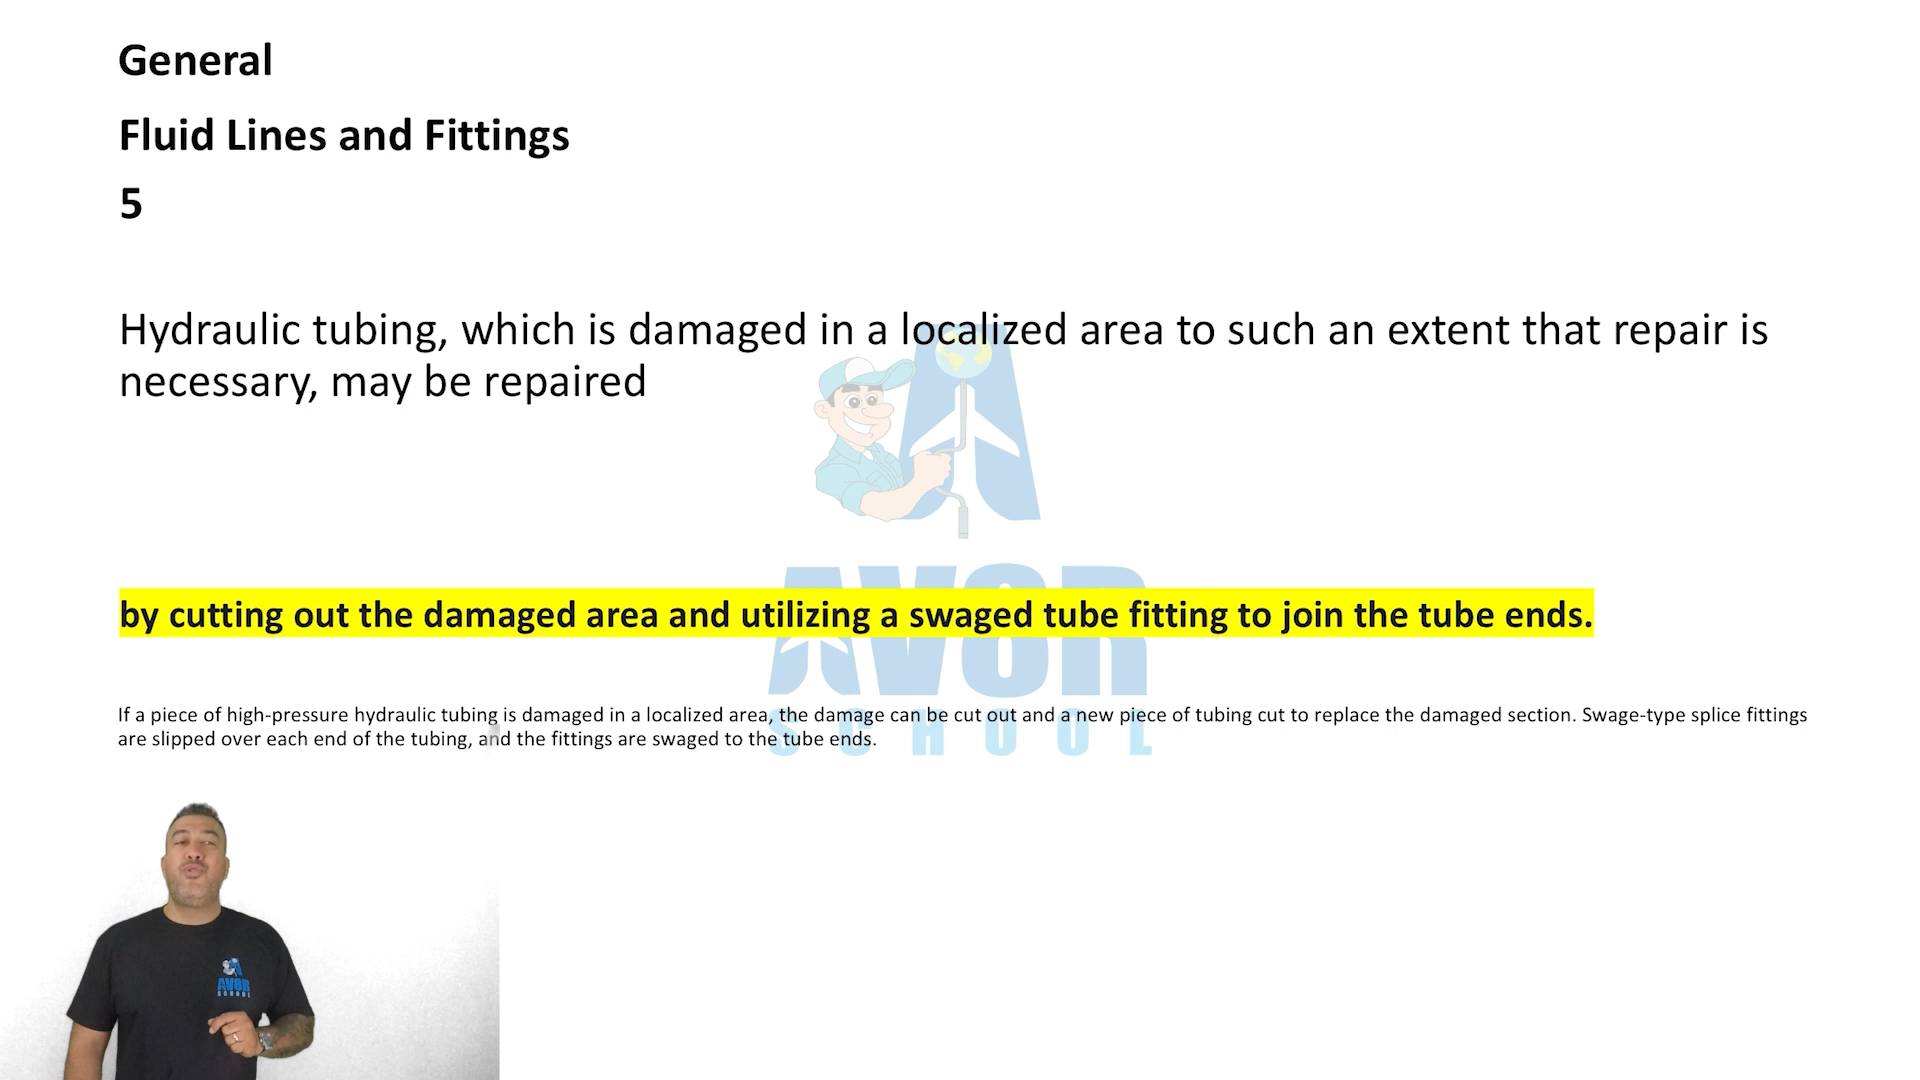 General
Fluid Lines and Fittings
5
Hydraulic tubing, which is damaged in a localized area to such an extent that repair is
necessary, may be repaired
by cutting out the damaged area and utilizing a swaged tube fitting to join the tube ends.
AV8R
If a piece of high-pressure hydraulic tubing is damaged in a localized area, the damage can be cut out and a new piece of tubing cut to replace the damaged section. Swage-type splice fittings
are slipped over each end of the tubing, and the fittings are swaged to the tube ends.
SCHOOL
AV8R
SCHOOL